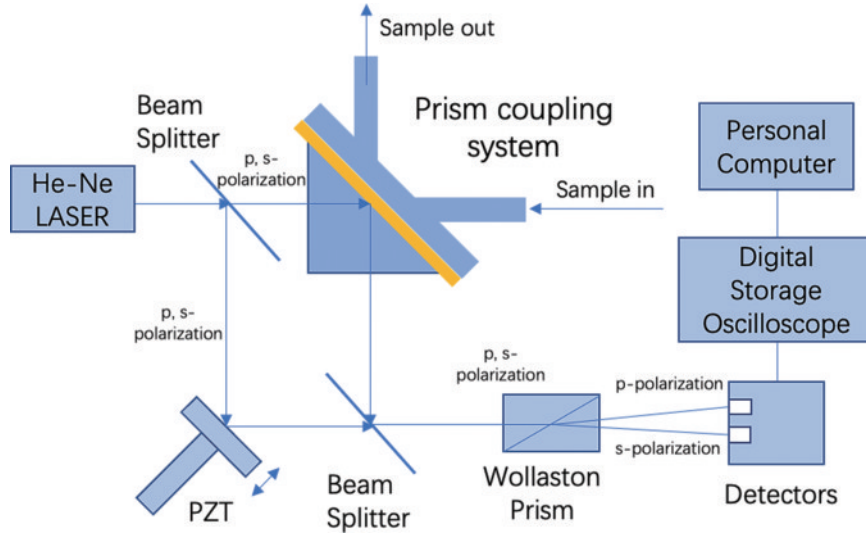 Sample out
Beam
Splitter
Prism coupling
system
Personal
Computer
p, s-
polarization
He-Ne
LASER
Sample in
Digital
Storage
Oscilloscope
p, s-
polarization
p, s-
polarization
p-polarization
s-polarization
Wollaston
Prism
Detectors
PZT
Beam
Splitter